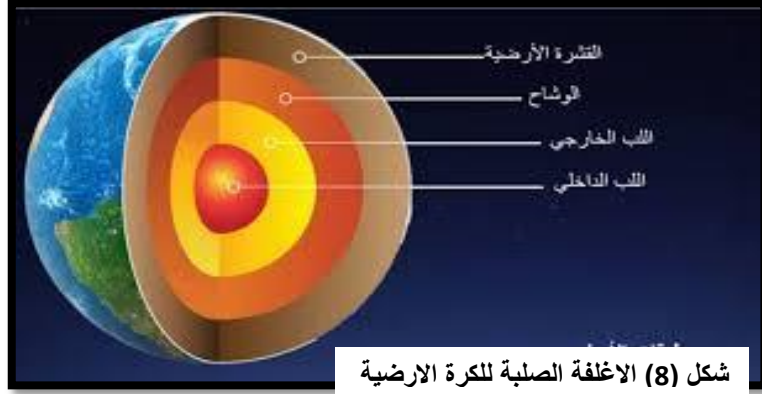 القشرة الأرضية
الوشاح
اللب الخارجي
اللب الداخلي
شكل (8) الاغلفة الصلبة للكرة الارضية